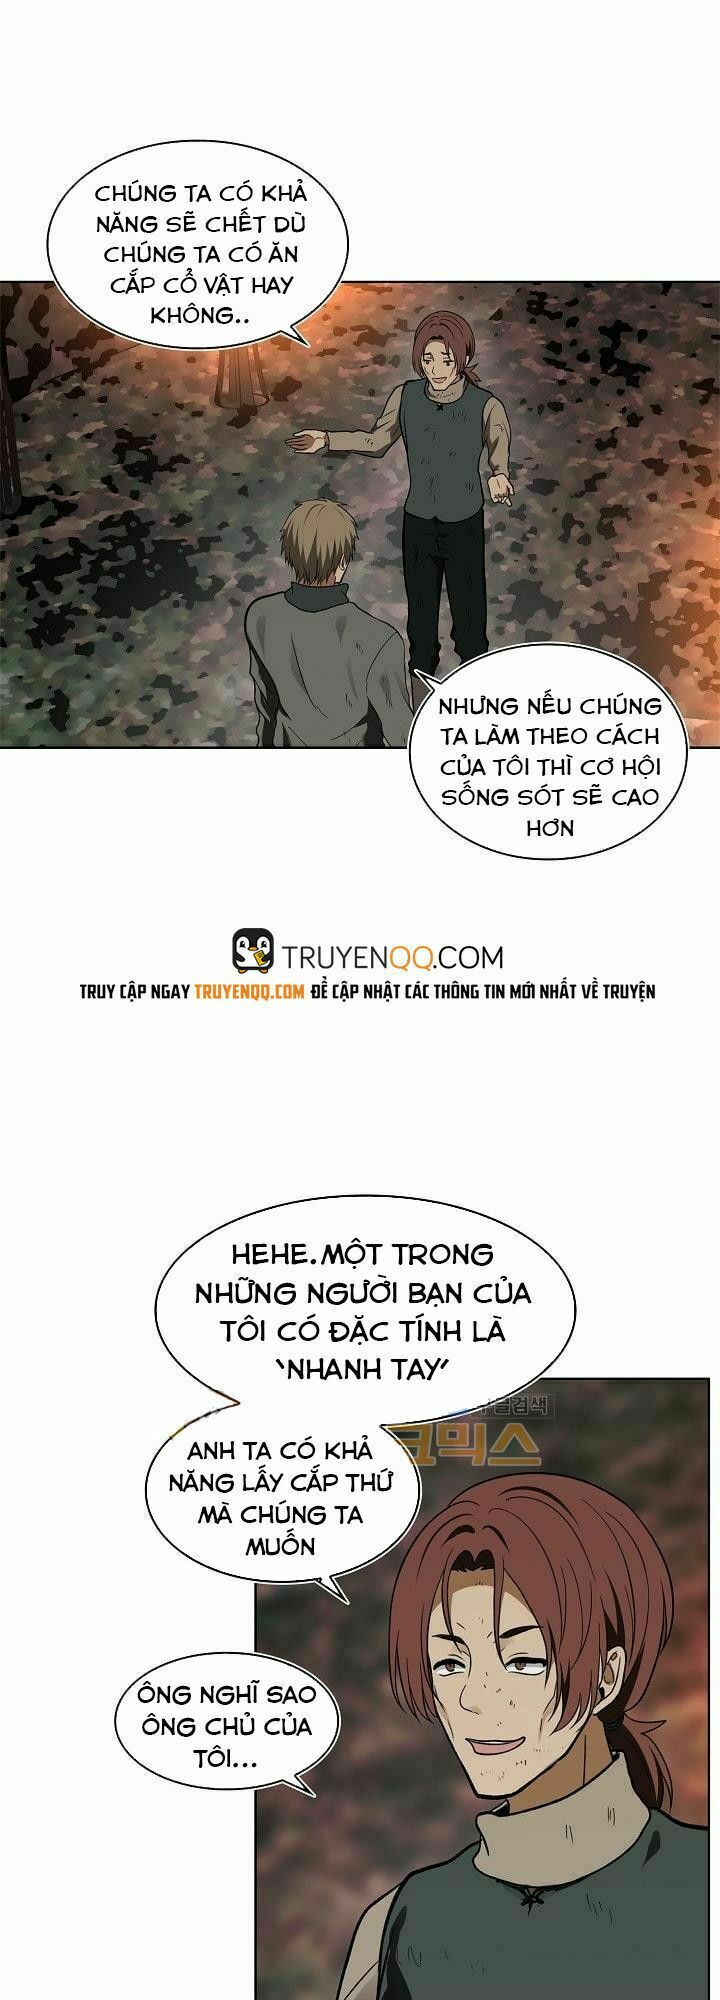 CHÚNG TA CÓ KHẢ
NĂNG SẼ CHẾT DÙ
CHÚNG TA CÓ ĂN
CẮP CỔ VẬT HAY
KHÔNG..
NHƯNG NẾU CHÚNG
TA LÀM THEO CÁCH
CỦA TÔI THÌ CƠ HỘI
SỐNG SÓT SẼ CAO
HƠN
TRUYENQQ.COM
TRUY CẬP NGAY TRUYENQQ.COM ĐỂ CẬP NHẬT CÁC THÔNG TIN MỚI NHẤT VỀ TRUYỆN
HEHE.MỘT TRONG
NHỮNG NGƯỜI BẠN CỦA
TÔI CÓ ĐẶC TÍNH LÀ
‘NHANH TAY’
코믹스
ANH TA CÓ KHẢ
NĂNG LẤY CẮP THỨ
MÀ CHÚNG TA
MUỐN
ÔNG NGHĨ SAO
ÔNG CHỦ CỦA
TÔI...